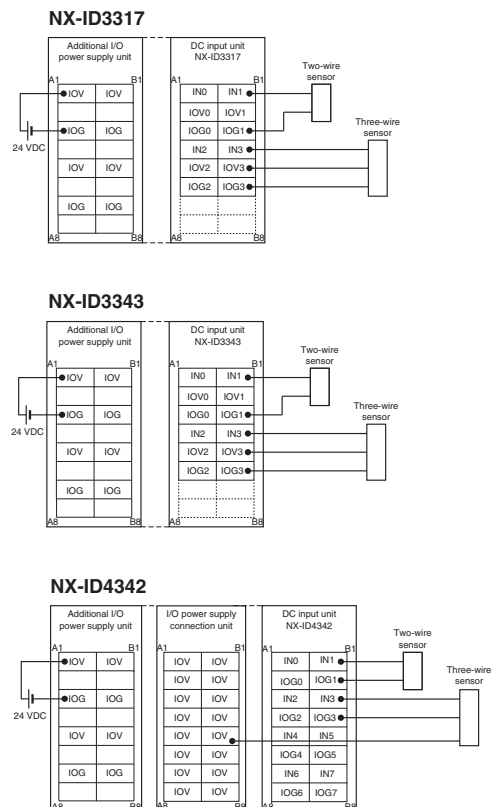 NX-ID3317
Additional I/O
power supply unit
DC input unit
NX-ID3317
Two-wire
sensor
Three-wire
sensor
24 VDC
A1 B1 A1 B1
IOV IOV IN0 IN1
IOV0 IOV1
IOG IOG IOG0 IOG1
IN2 IN3
IOV IOV IOV2 IOV3
IOG2 IOG3
IOG IOG
A8 B8 A8 B8
NX-ID3343
Additional I/O
power supply unit
DC input unit
NX-ID3343
Two-wire
sensor
Three-wire
sensor
24 VDC
A1 B1 A1 B1
IOV IOV IN0 IN1
IOV0 IOV1
IOG IOG IOG0 IOG1
IN2 IN3
IOV IOV IOV2 IOV3
IOG2 IOG3
IOG IOG
A8 B8 A8 B8
NX-ID4342
Additional I/O
power supply unit
I/O power supply
connection unit
DC input unit
NX-ID4342
Two-wire
sensor
Three-wire
sensor
24 VDC
A1 B1 A1 B1 A1 B1
IOV IOV IOV IOV IN0 IN1
IOV IOV IOG0 IOG1
IOG IOG IOV IOV IN2 IN3
IOV IOV IOG2 IOG3
IOV IOV IOV IOV IN4 IN5
IOV IOV IOG4 IOG5
IOG IOG IOV IOV IN6 IN7
IOV IOV IOG6 IOG7
A8 B8 A8 B8 A8 B8